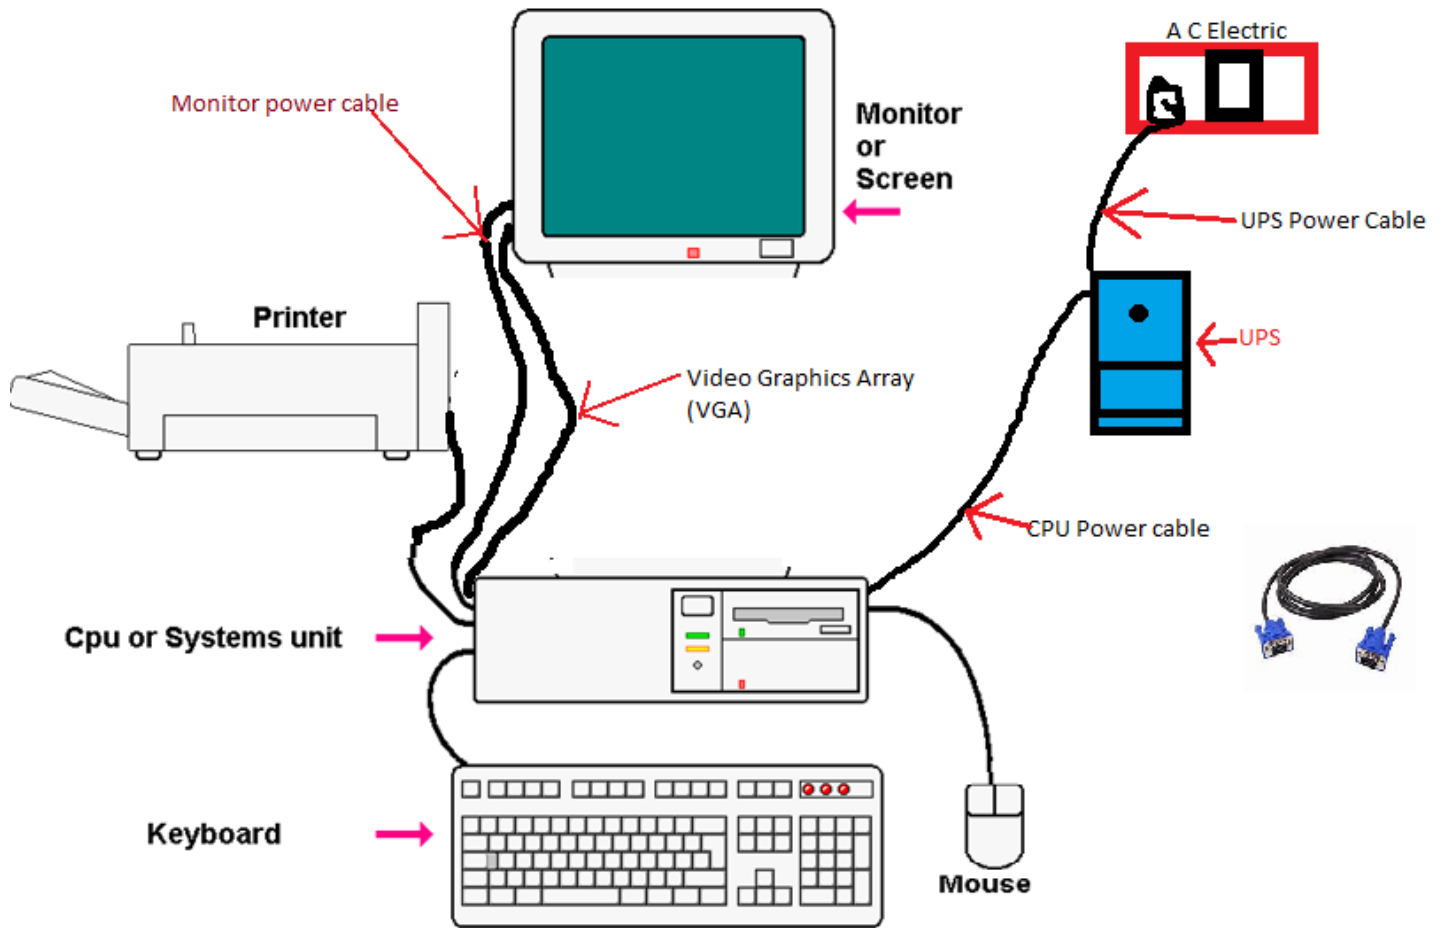 A C Electric
Monitor power cable
Monitor
or
Screen
UPS Power Cable
Printer
UPS
Video Graphics Array
(VGA)
CPU Power cable
Cpu or Systems unit
Keyboard
Mouse